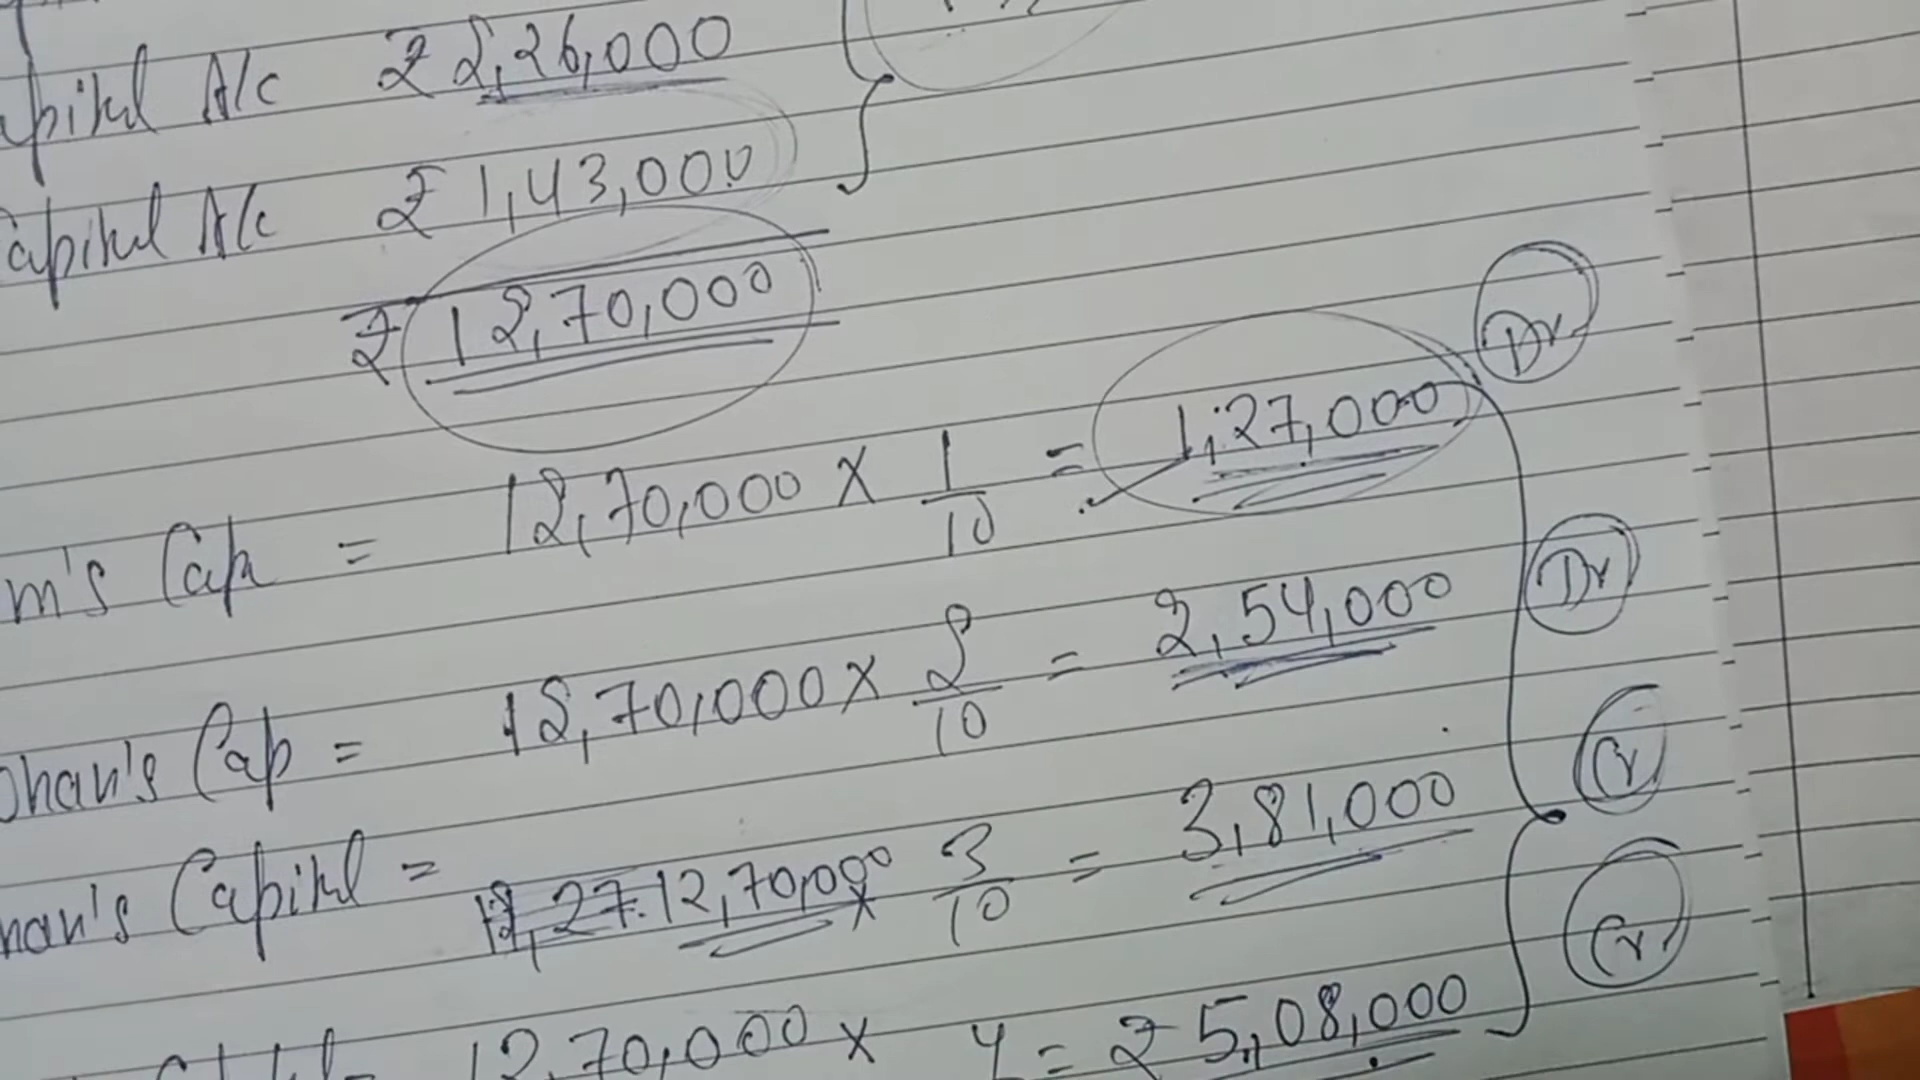 apital A/c ₹ 2,26,000
Capital A/c ₹ 1,43,000
₹ 12,70,000
Dr
m's Cap = 12,70,000 × 1/10 = 1,27,000
Dr
ohan's Cap = 12,70,000 × 2/10 = 2,54,000
Cr
han's Capital = 12,70,000 × 3/10 = 3,81,000
Cr
12,70,000 × 4 = ₹ 5,08,000